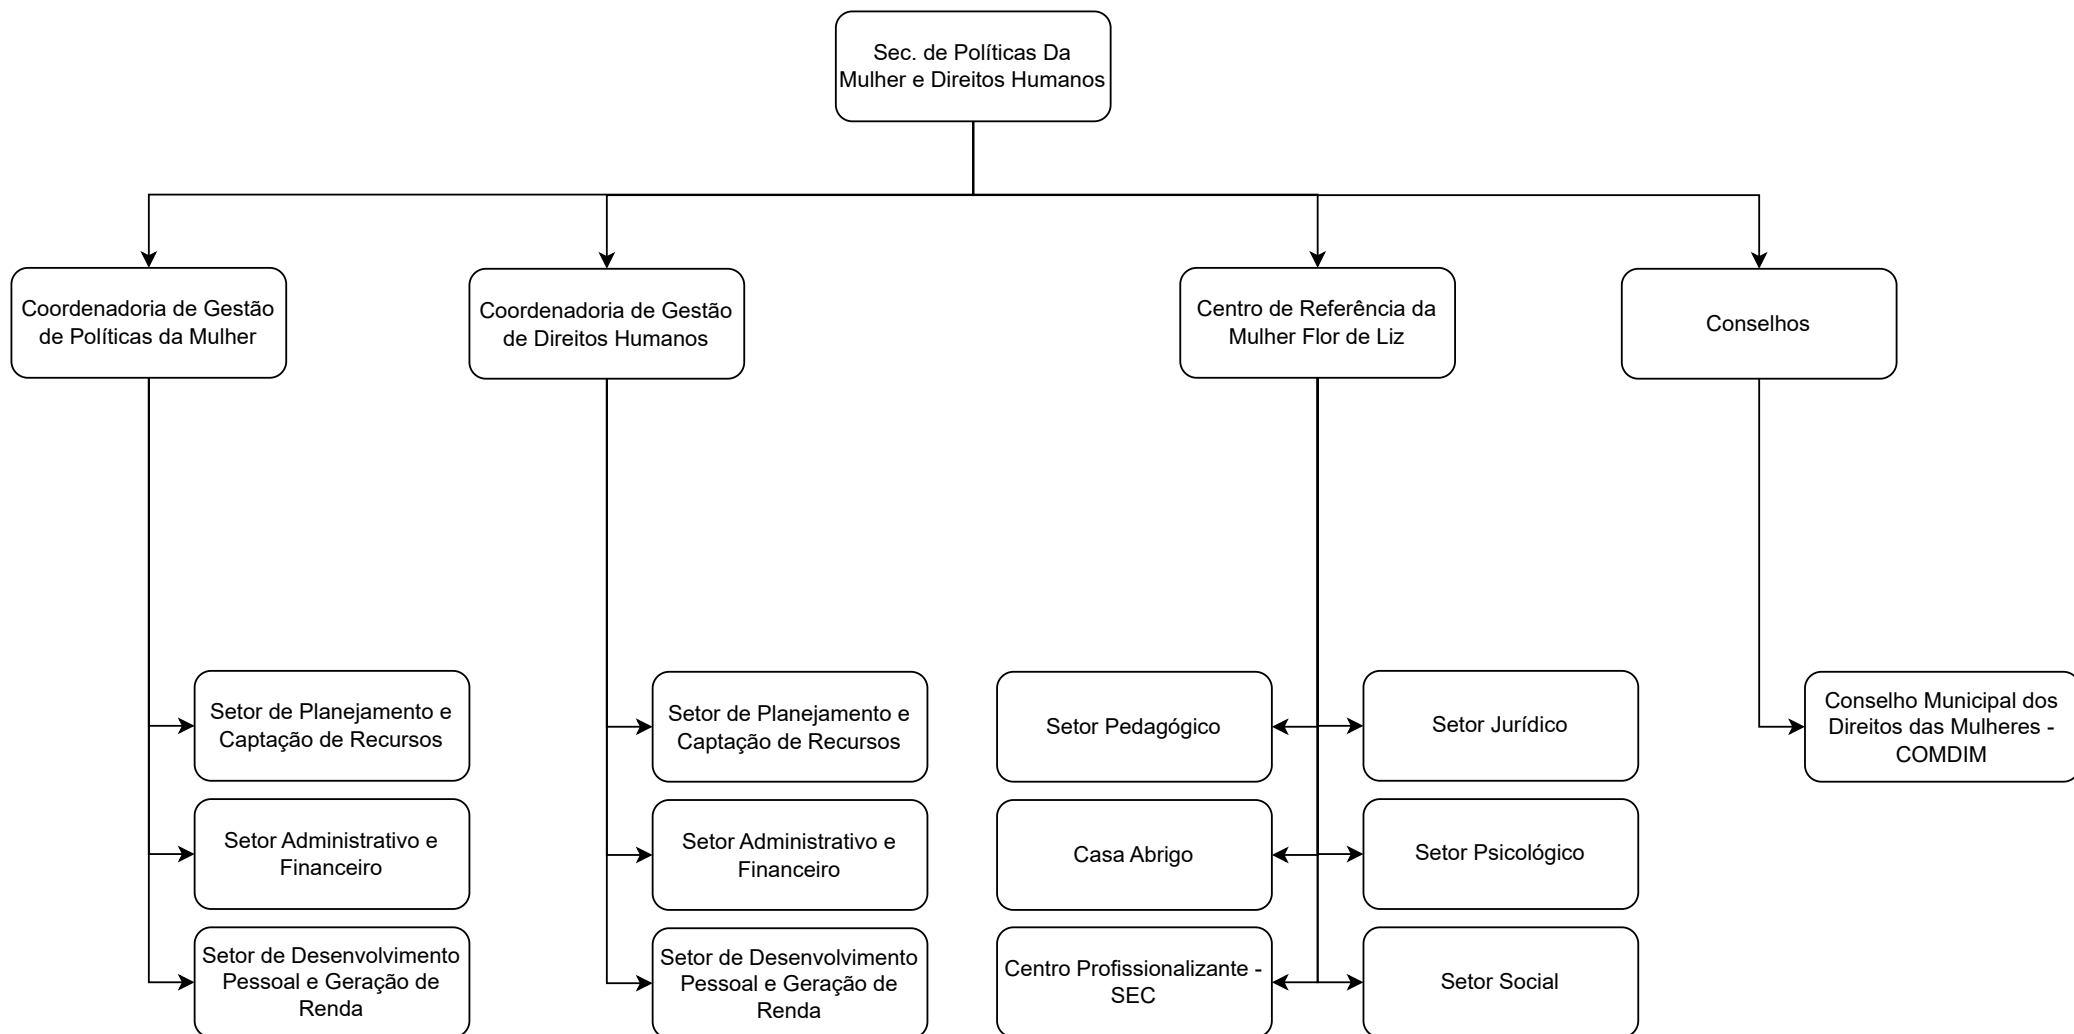 Sec. de Políticas Da
Mulher e Direitos Humanos
Coordenadoria de Gestão
de Políticas da Mulher
Coordenadoria de Gestão
de Direitos Humanos
Centro de Referência da
Mulher Flor de Liz
Conselhos
Setor de Planejamento e
Captação de Recursos
Setor de Planejamento e
Captação de Recursos
Setor Pedagógico
Setor Jurídico
Conselho Municipal dos
Direitos das Mulheres -
COMDIM
Setor Administrativo e
Financeiro
Setor Administrativo e
Financeiro
Casa Abrigo
Setor Psicológico
Setor de Desenvolvimento
Pessoal e Geração de
Renda
Setor de Desenvolvimento
Pessoal e Geração de
Renda
Centro Profissionalizante -
SEC
Setor Social